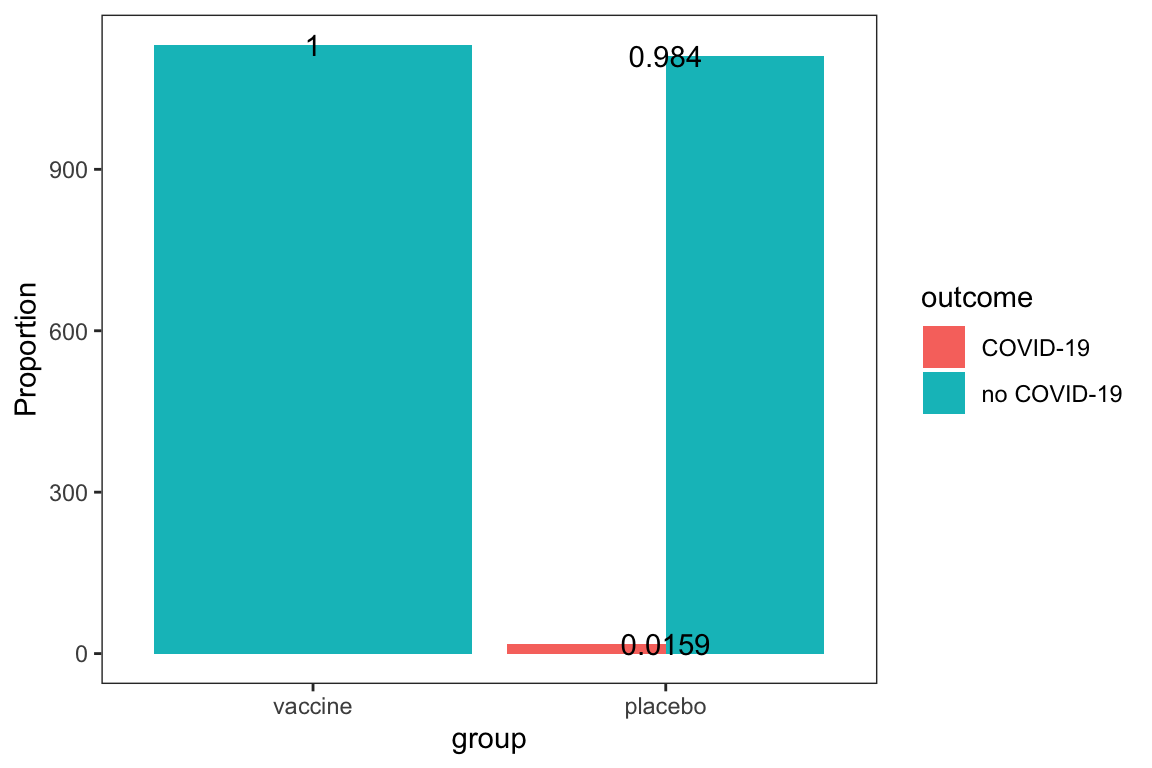 1
0.984
900
600
300
0
0.0159
Proportion
vaccine
placebo
group
outcome
COVID-19
no COVID-19